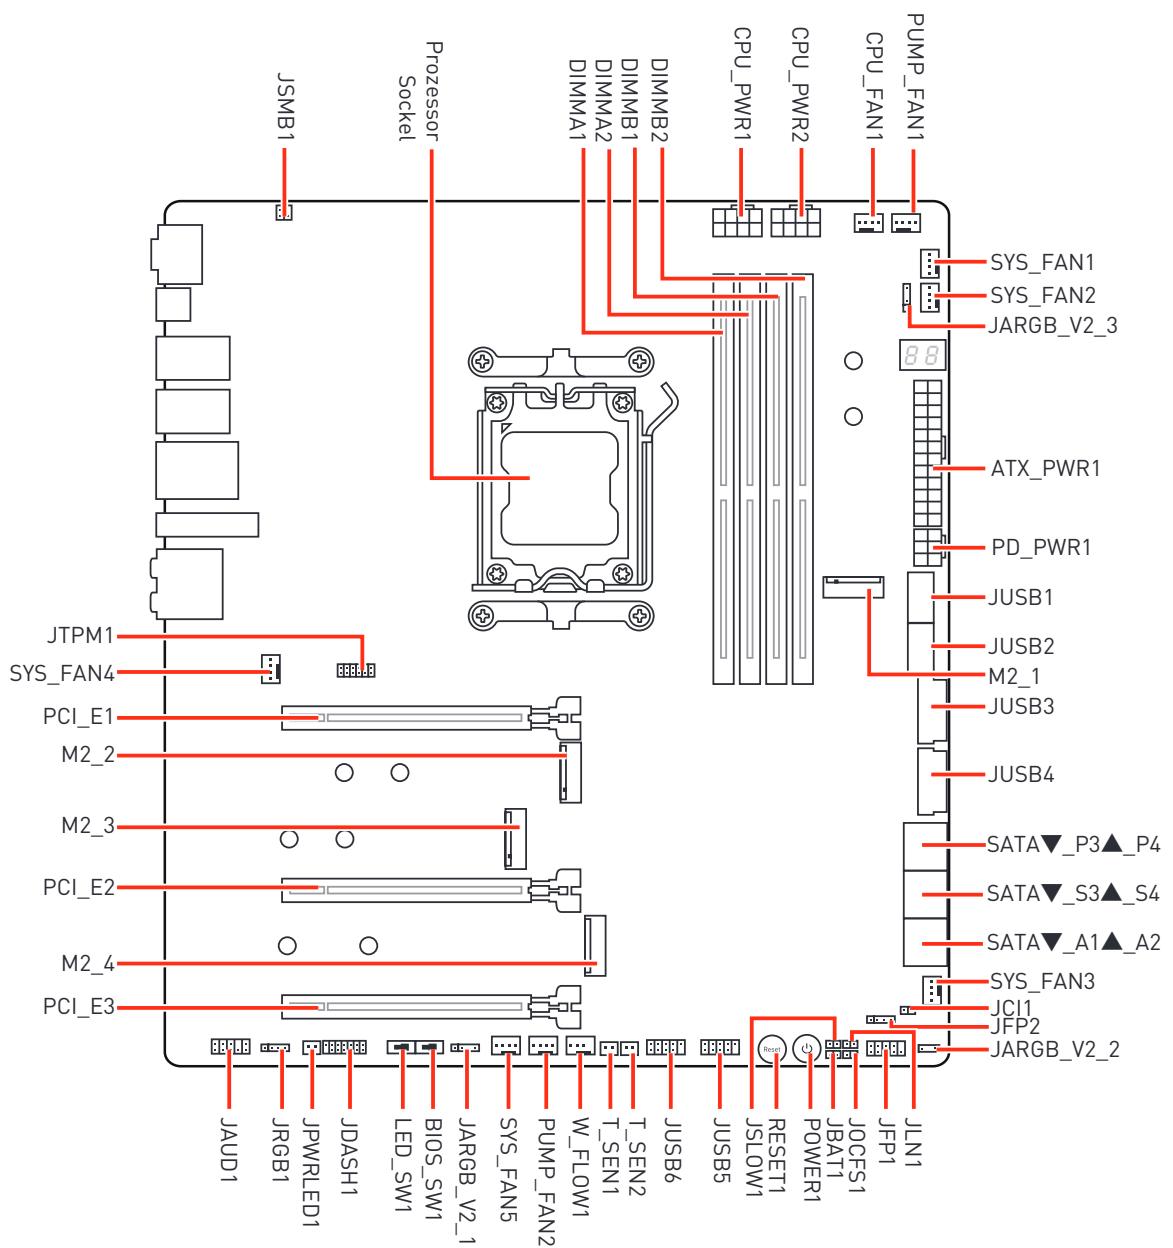 JSMB1
Prozessor
Sockel
DIMMA1
DIMMA2
DIMMB1
DIMMB2
CPU_PWR1
CPU_PWR2
CPU_FAN1
PUMP_FAN1
SYS_FAN1
SYS_FAN2
JARGB_V2_3
88
ATX_PWR1
PD_PWR1
JUSB1
JUSB2
M2_1
JUSB3
JUSB4
SATA▼_P3▲_P4
SATA▼_S3▲_S4
SATA▼_A1▲_A2
SYS_FAN3
JCI1
JFP2
JARGB_V2_2
JTPM1
SYS_FAN4
PCI_E1
M2_2
M2_3
PCI_E2
M2_4
PCI_E3
Reset
JAUD1
JRGB1
JPWRLED1
JDASH1
LED_SW1
BIOS_SW1
JARGB_V2_1
SYS_FAN5
PUMP_FAN2
W_FLOW1
T_SEN1
T_SEN2
JUSB6
JUSB5
JSLOW1
RESET1
POWER1
JBAT1
JOCFS1
JFP1
JLN1